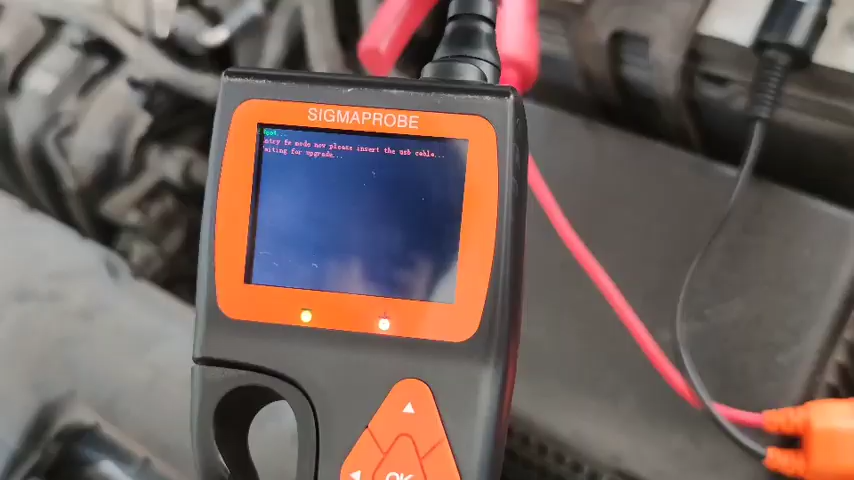 SIGMAPROBE
Boot...
Entry fw mode now please insert the usb cable...
Waiting for upgrade...
OK